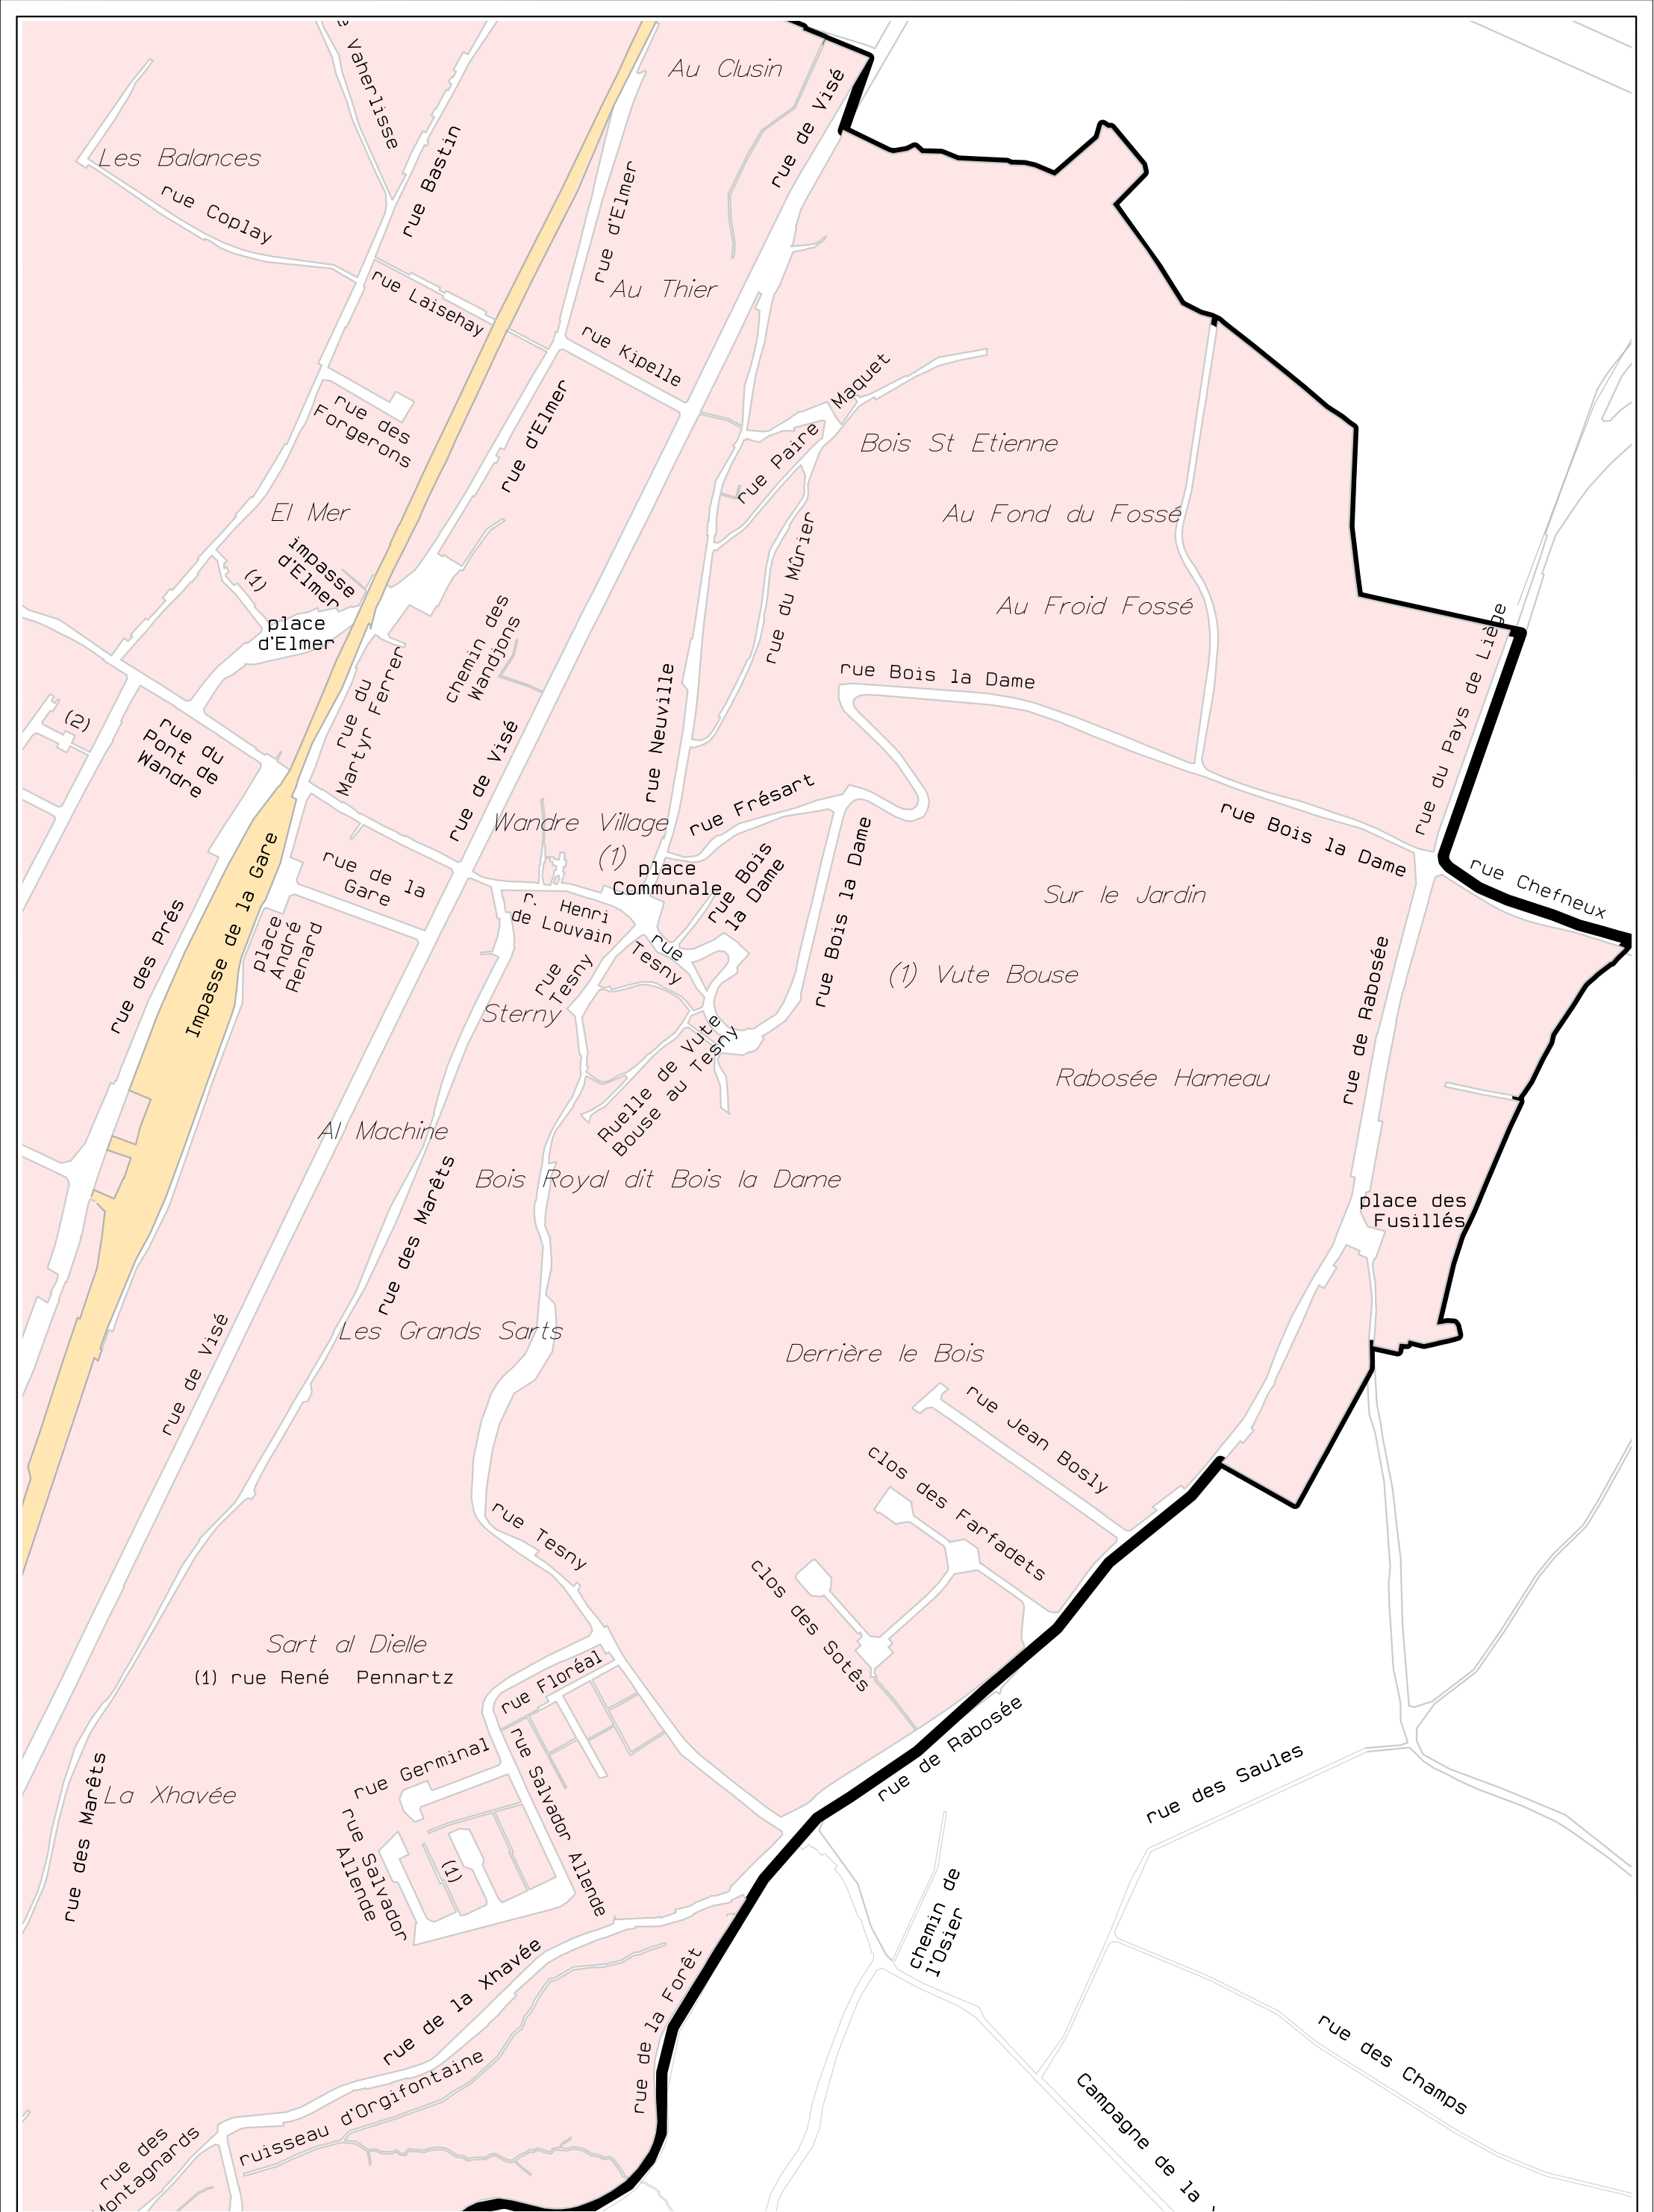 Vaherlisse
Au Clusin
rue de Visé
Les Balances
rue Bastin
rue Coplay
rue d'Elmer
rue Laisehay
Au Thier
rue Kipelle
rue des
Forgerons
rue d'Elmer
Maquet
rue Paire
Bois St Etienne
El Mer
Au Fond du Fossé
impasse
d'Elmer
(1)
rue du Mûrier
Au Froid Fossé
place
d'Elmer
chemin des
Wandjons
rue du Pays de Liège
rue du
Martyr Ferrer
rue Neuville
rue Bois la Dame
(2)
rue du
Pont de
Wandre
rue de Visé
rue Frésart
Wandre Village
(1)
rue Bois la Dame
place
Communale
rue Bois
la Dame
rue Bois la Dame
rue de la
Gare
Impasse de la Gare
rue des Prés
place
André
Renard
r. Henri
de Louvain
rue
Tesny
rue
Tesny
Sur le Jardin
rue Chefneux
(1) Vute Bouse
rue de Rabosée
Sterny
Ruelle de Vute
Bouse au Tesny
Rabosée Hameau
Al Machine
rue des Marêts
Bois Royal dit Bois la Dame
place des
Fusillés
Les Grands Sarts
rue de Visé
Derrière le Bois
rue Jean Bosly
clos des Farfadets
rue Tesny
clos des Sotês
Sart al Dielle
(1) rue René Pennartz
rue Floréal
rue Germinal
rue Salvador Allende
rue de Rabosée
rue des Saules
La Xhavée
rue des Marêts
rue Salvador
Allende
(1)
chemin de
l'Osier
rue de la Xhavée
rue de la Forêt
rue des Champs
ruisseau d'Orgifontaine
Campagne de la
rue des
Montagnards